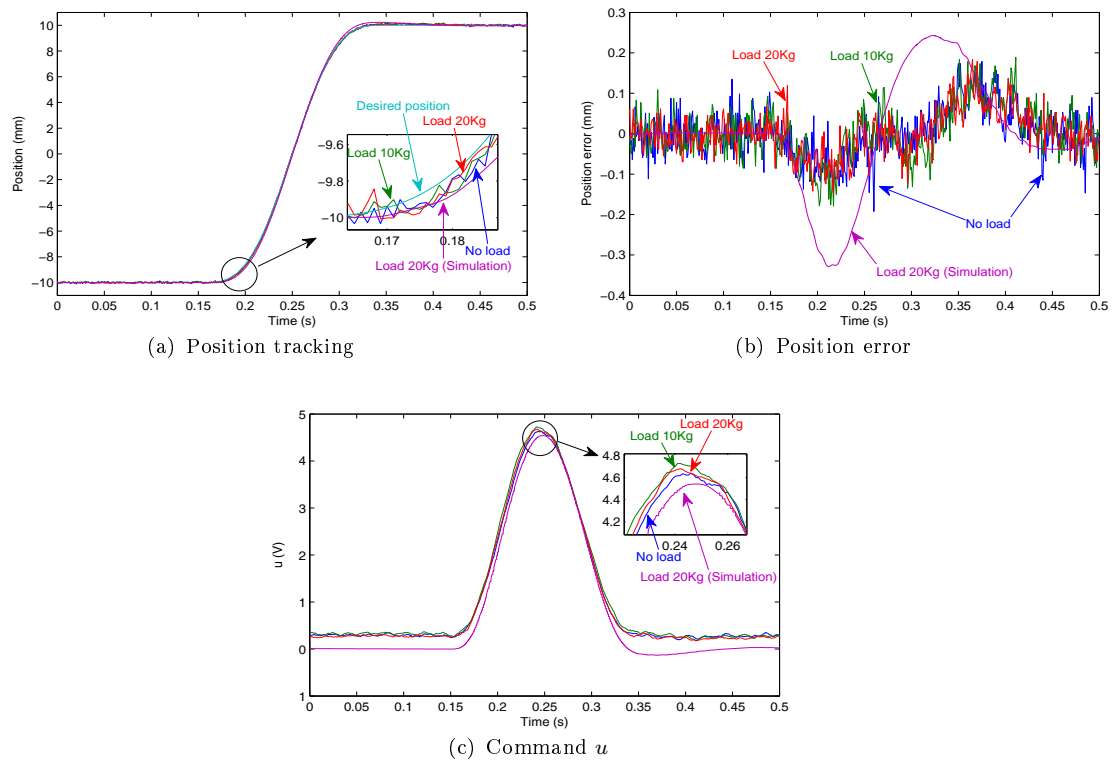 10
8
6
4
2
0
−2
−4
−6
−8
−10
Position (mm)
0 0.05 0.1 0.15 0.2 0.25 0.3 0.35 0.4 0.45 0.5
Time (s)
Desired position
Load 20Kg
Load 10Kg
−9.6
−9.8
−10
0.17 0.18
No load
Load 20Kg (Simulation)
(a) Position tracking
0.3
0.2
0.1
0
−0.1
−0.2
−0.3
−0.4
Position error (mm)
0 0.05 0.1 0.15 0.2 0.25 0.3 0.35 0.4 0.45 0.5
Time (s)
Load 20Kg
Load 10Kg
No load
Load 20Kg (Simulation)
(b) Position error
5
4
3
2
1
0
1
u (V)
0 0.05 0.1 0.15 0.2 0.25 0.3 0.35 0.4 0.45 0.5
Time (s)
Load 20Kg
Load 10Kg
4.8
4.6
4.4
4.2
0.24 0.26
No load
Load 20Kg (Simulation)
(c) Command u